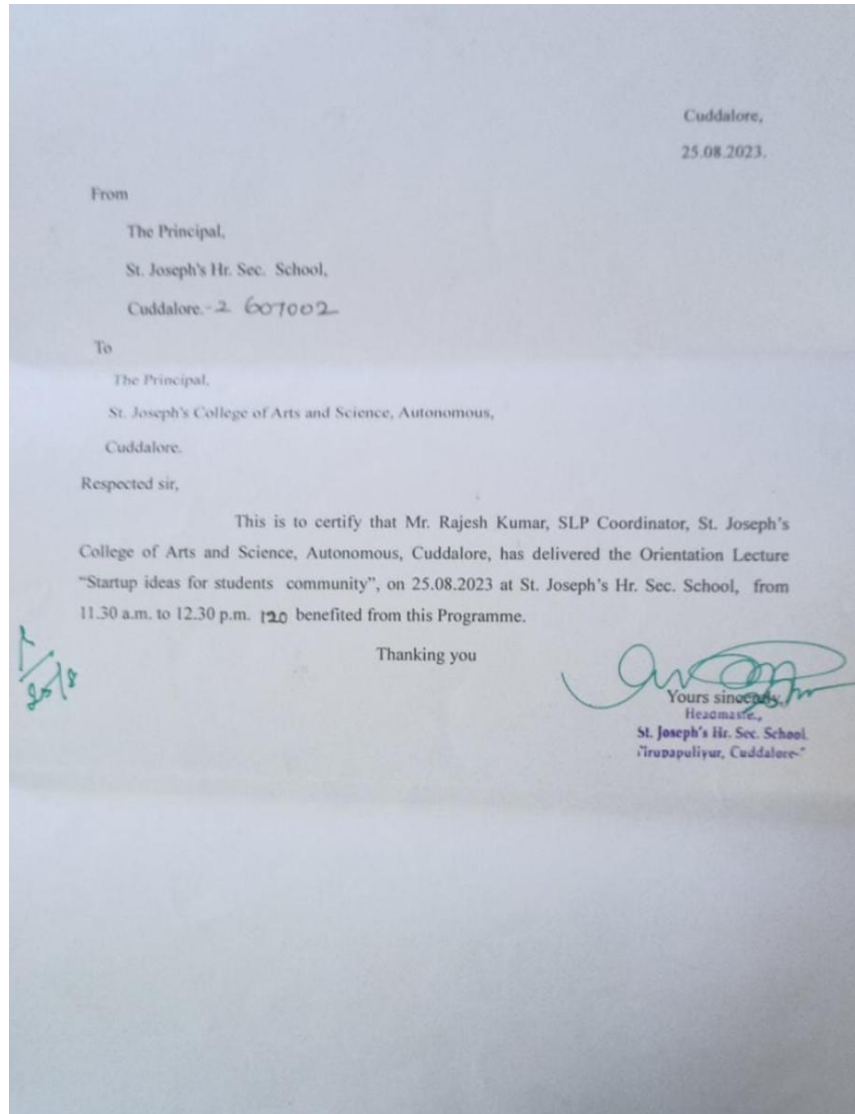 Cuddalore,
25.08.2023.
From
The Principal,
St. Joseph's Hr. Sec. School,
Cuddalore.-2 607002
To
The Principal,
St. Joseph's College of Arts and Science, Autonomous,
Cuddalore.
Respected sir,
This is to certify that Mr. Rajesh Kumar, SLP Coordinator, St. Joseph's
College of Arts and Science, Autonomous, Cuddalore, has delivered the Orientation Lecture
“Startup ideas for students community”, on 25.08.2023 at St. Joseph's Hr. Sec. School, from
11.30 a.m. to 12.30 p.m. 120 benefited from this Programme.
Thanking you
Yours sincerely,
St. Joseph's Hr. Sec. School.
Cuddalore-